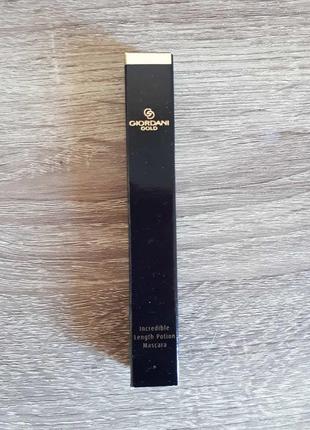 GIORDANI
GOLD
Incredible
Length Potion
Mascara